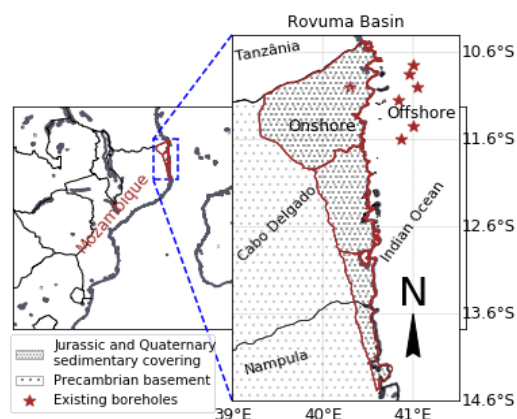 Rovuma Basin
Tanzânia
10.6°S
Offshore
Onshore
11.6°S
Mozambique
Cabo Delgado
Indian Ocean
12.6°S
N
13.6°S
Nampula
14.6°S
39°E
40°E
41°E
Jurassic and Quaternary
sedimentary covering
Precambrian basement
Existing boreholes